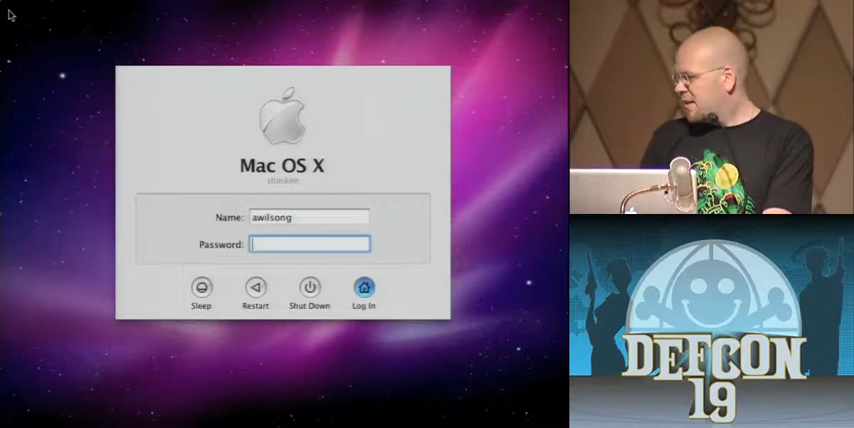 Mac OS X
shinken
Name: awilsong
Password:
Sleep
Restart
Shut Down
Log In
DEFCON
19